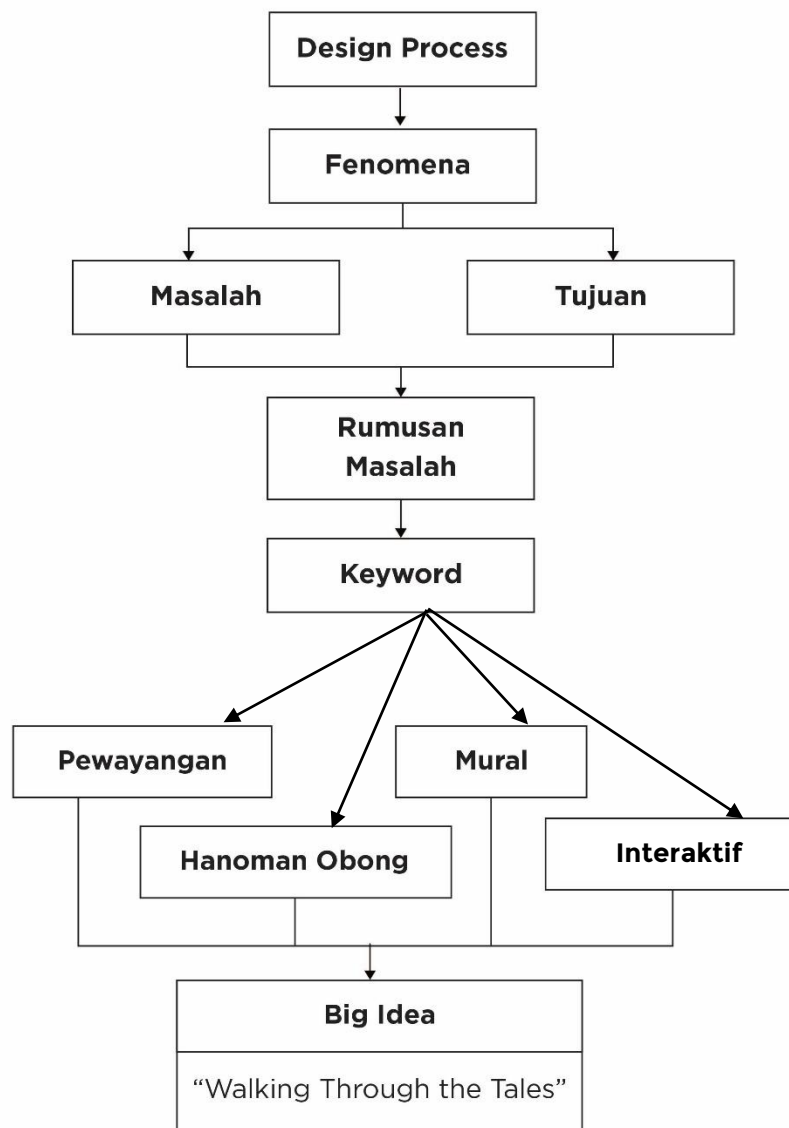 Design Process
Fenomena
Masalah
Tujuan
Rumusan
Masalah
Keyword
Pewayangan
Mural
Hanoman Obong
Interaktif
Big Idea
“Walking Through the Tales”